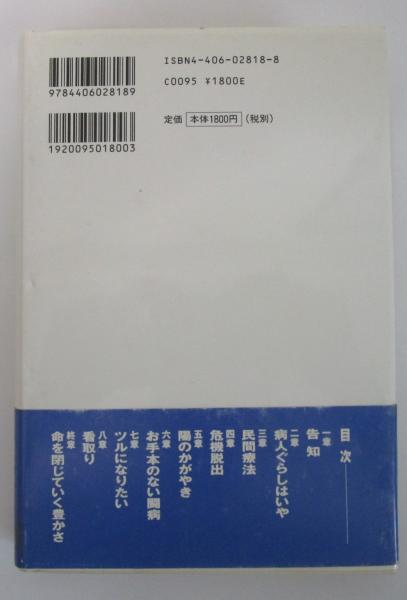 ISBN4-406-02818-8
C0095 ¥1800E
9784406028189
定価 本体1800円 (税別)
1920095018003
目次
一章
告知
二章
病人ぐらしはいや
三章
民間療法
四章
危機脱出
五章
陽のかがやき
六章
お手本のない闘病
七章
ツルになりたい
八章
看取り
終章
命を閉じていく豊かさ